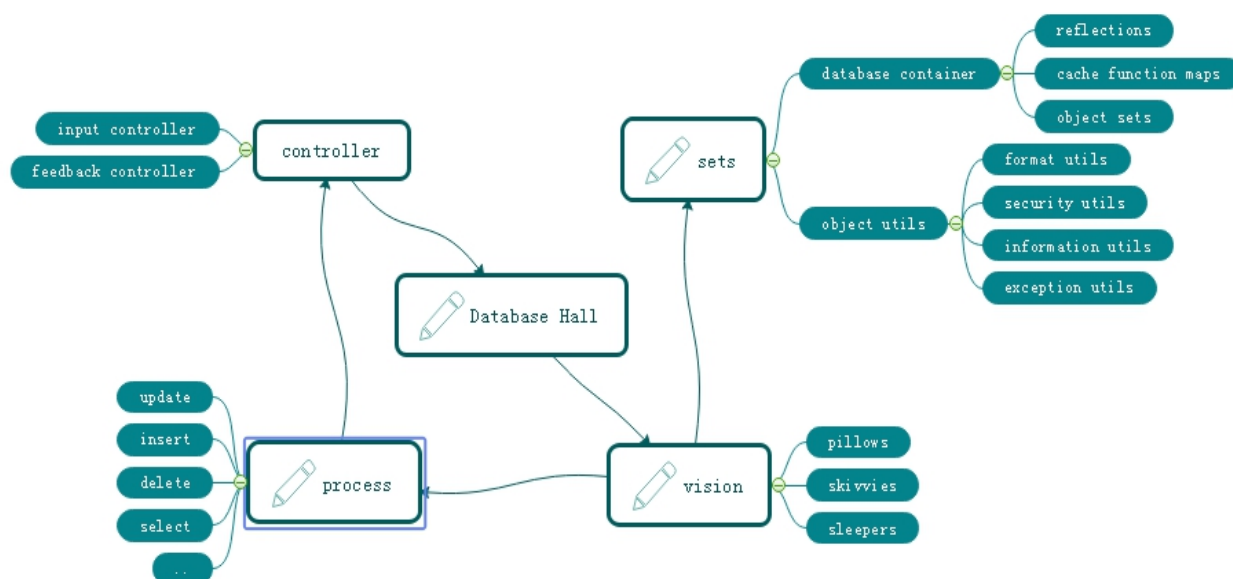 reflections
database container
cache function maps
object sets
input controller
controller
feedback controller
sets
format utils
security utils
object utils
information utils
exception utils
Database Hall
update
insert
process
delete
select
..
vision
pillows
skivvies
sleepers